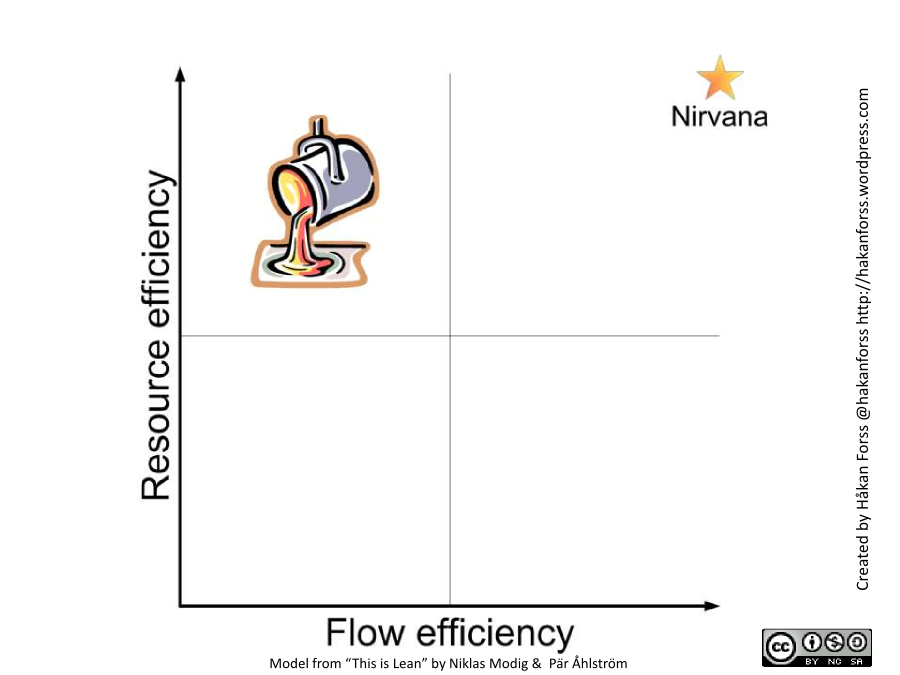 Nirvana
Resource efficiency
Flow efficiency
Model from “This is Lean” by Niklas Modig &  Pär Åhlström
Created by Håkan Forss @hakanforss http://hakanforss.wordpress.com
cc
BY NC SA